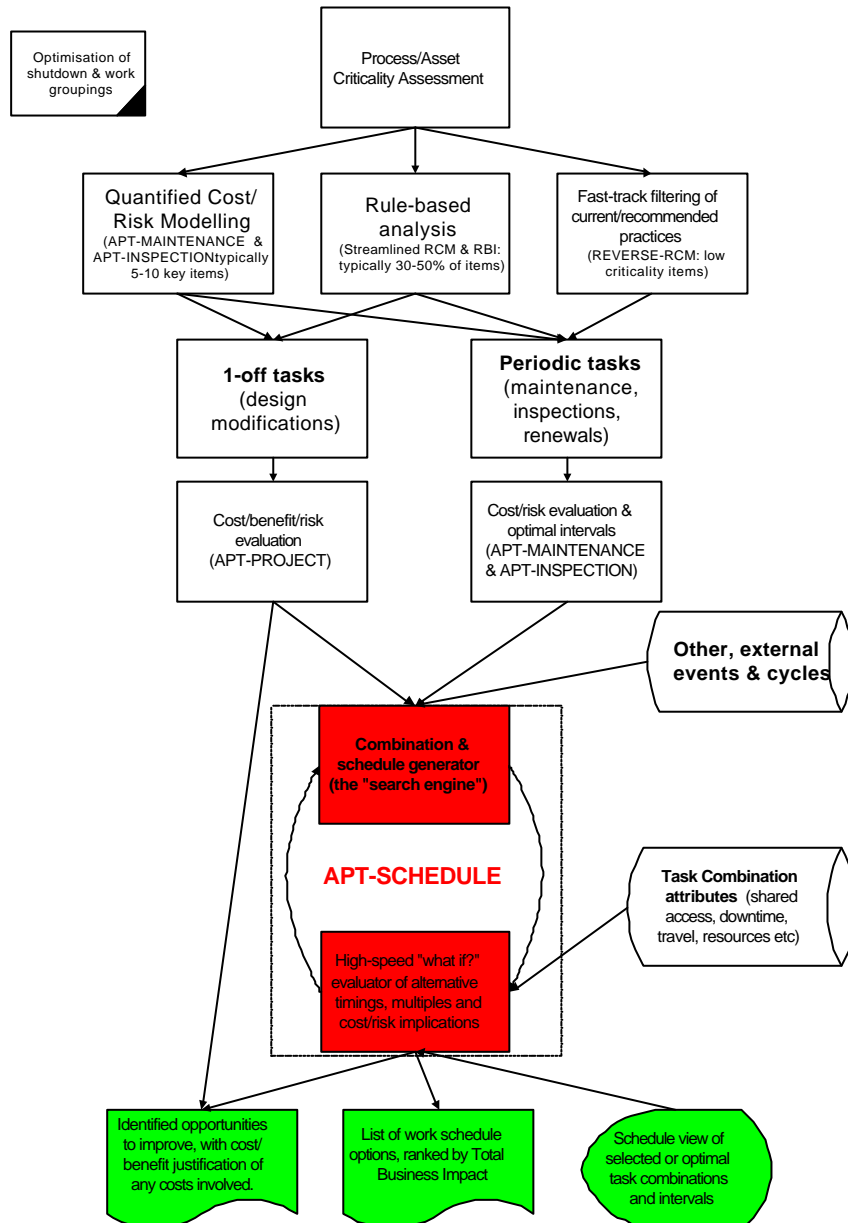 Optimisation of
shutdown & work
groupings
Process/Asset
Criticality Assessment
Quantified Cost/
Risk Modelling
(APT-MAINTENANCE &
APT-INSPECTIONtypically
5-10 key items)
Rule-based
analysis
(Streamlined RCM & RBI:
typically 30-50% of items)
Fast-track filtering of
current/recommended
practices
(REVERSE-RCM: low
criticality items)
1-off tasks
(design
modifications)
Periodic tasks
(maintenance,
inspections,
renewals)
Cost/benefit/risk
evaluation
(APT-PROJECT)
Cost/risk evaluation &
optimal intervals
(APT-MAINTENANCE
& APT-INSPECTION)
Other, external
events & cycles
Combination &
schedule generator
(the "search engine")
APT-SCHEDULE
Task Combination
attributes (shared
access, downtime,
travel, resources etc)
High-speed "what if?"
evaluator of alternative
timings, multiples and
cost/risk implications
Identified opportunities
to improve, with cost/
benefit justification of
any costs involved.
List of work schedule
options, ranked by Total
Business Impact
Schedule view of
selected or optimal
task combinations
and intervals